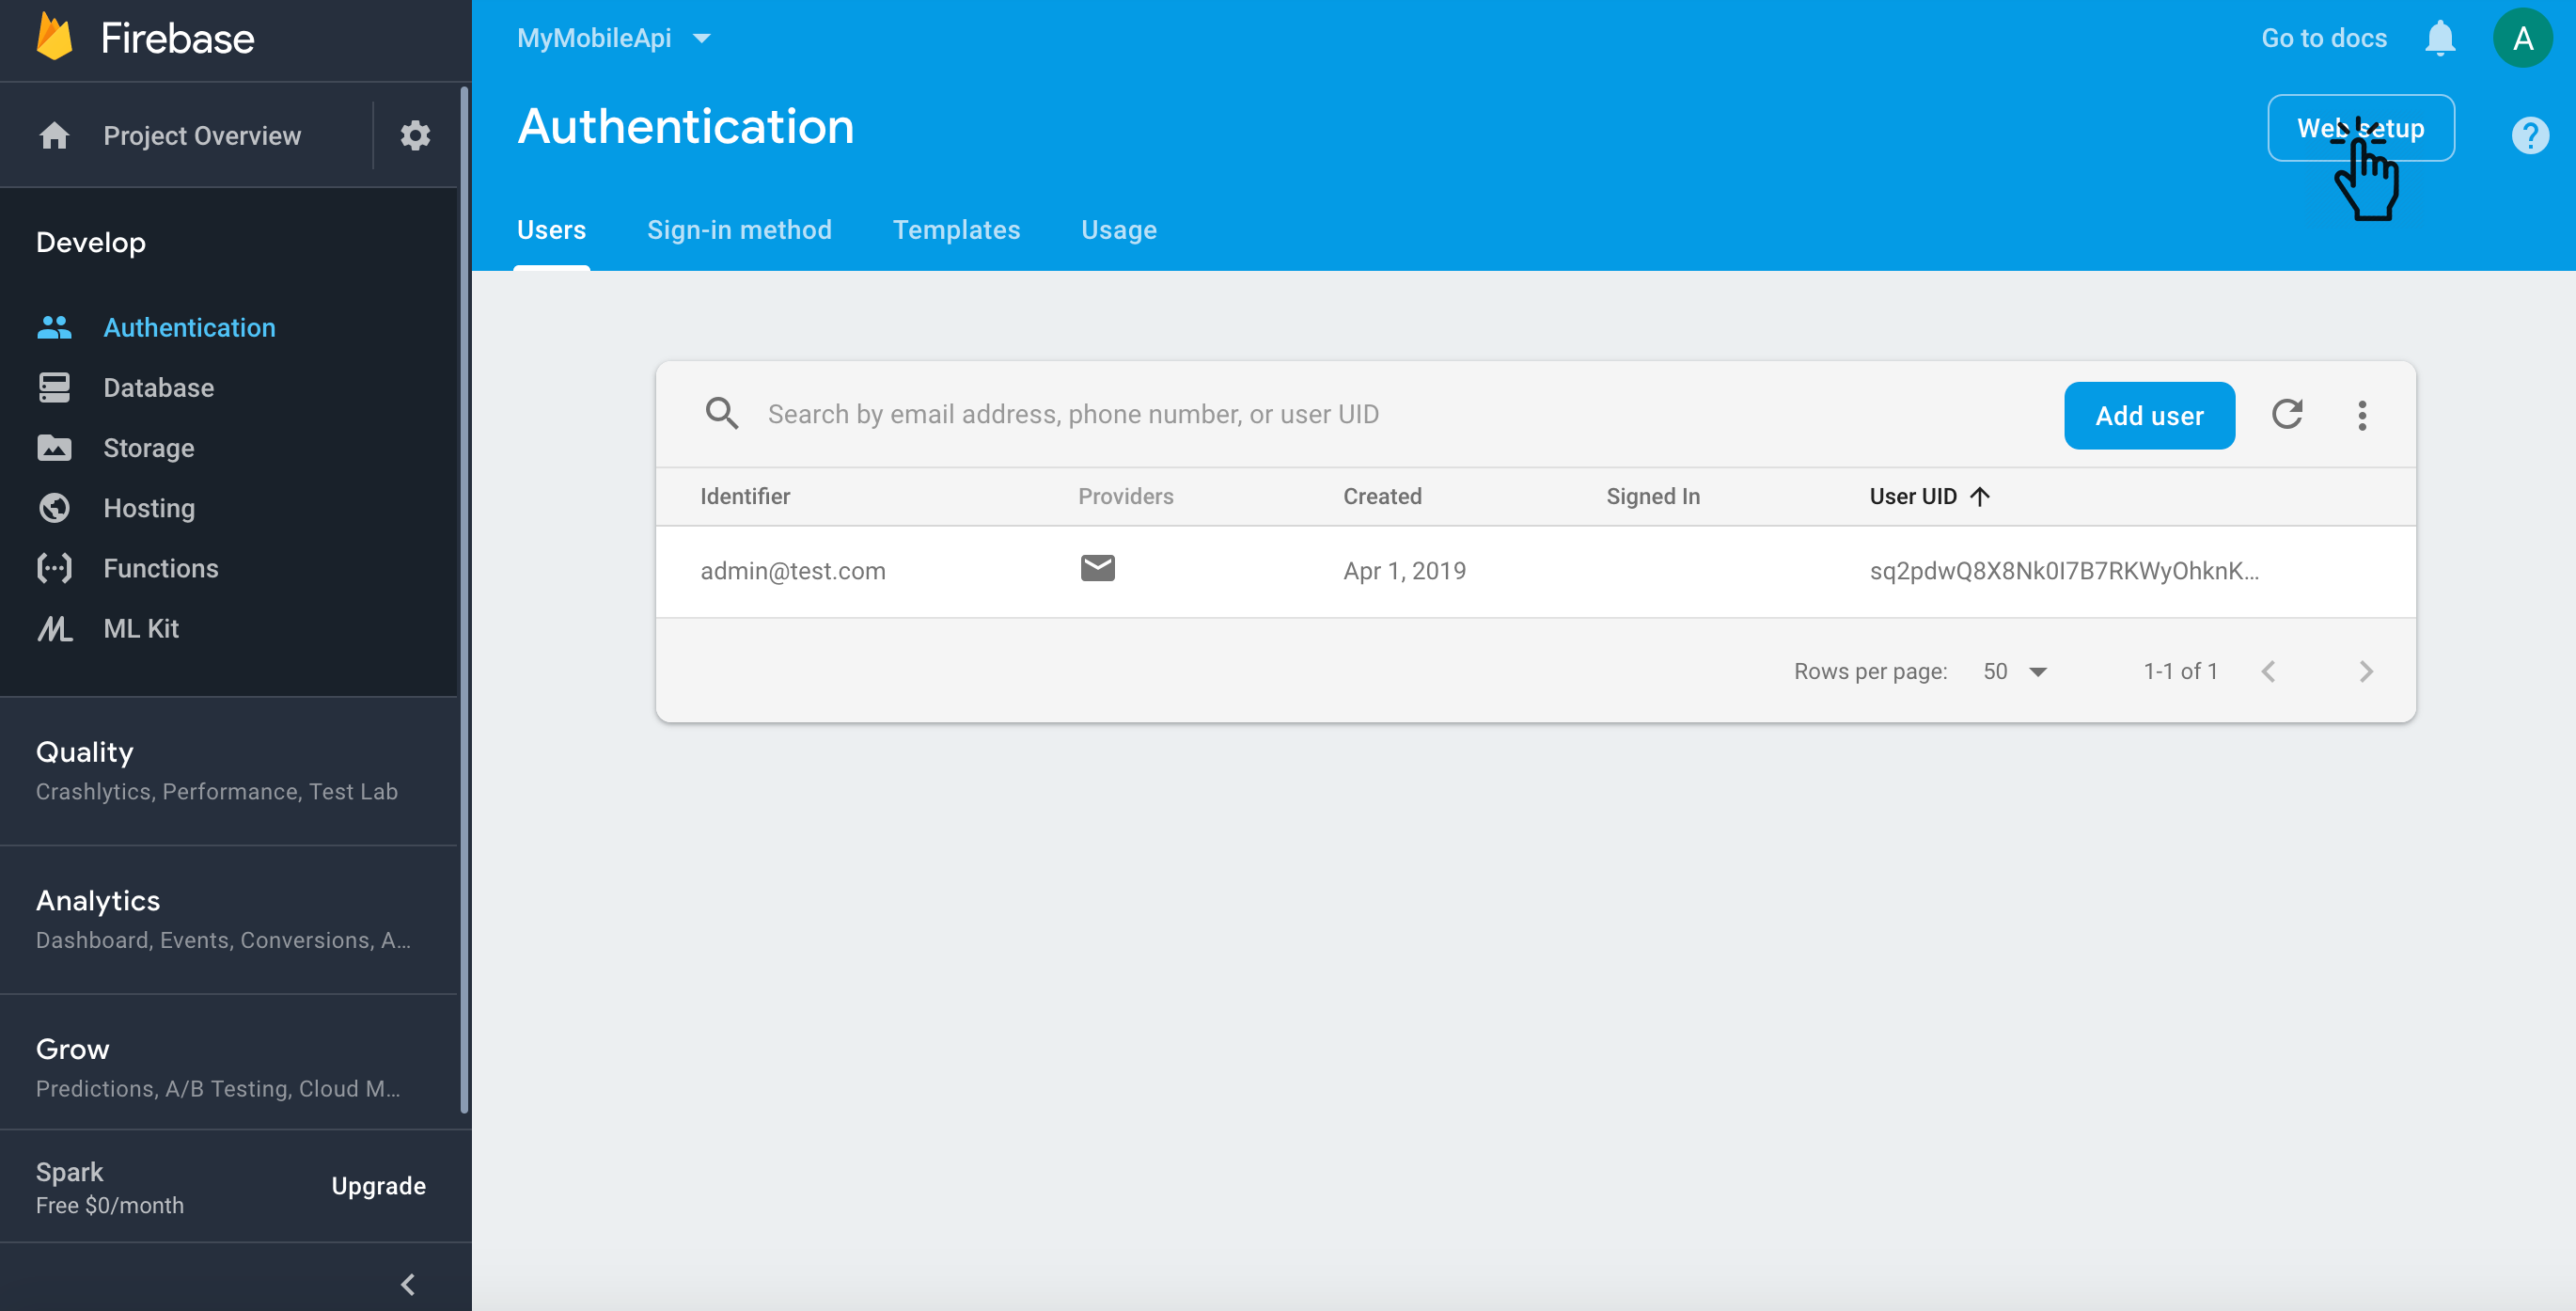 Firebase
Project Overview
Develop
Authentication
Database
Storage
Hosting
Functions
ML Kit
Quality
Crashlytics, Performance, Test Lab
Analytics
Dashboard, Events, Conversions, A...
Grow
Predictions, A/B Testing, Cloud M...
Spark
Free $0/month
Upgrade
MyMobileApi
Go to docs
A
Authentication
Web setup
?
Users Sign-in method Templates Usage
Search by email address, phone number, or user UID
Add user
Identifier Providers Created Signed In User UID
admin@test.com Apr 1, 2019 sq2pdwQ8X8Nk0I7B7RKWyOhknK...
Rows per page: 50 1-1 of 1